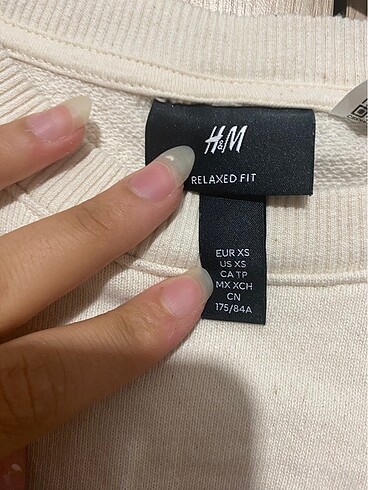 H&M
RELAXED FIT
EUR XS
US XS
CA TP
MX XCH
CN
175/84A